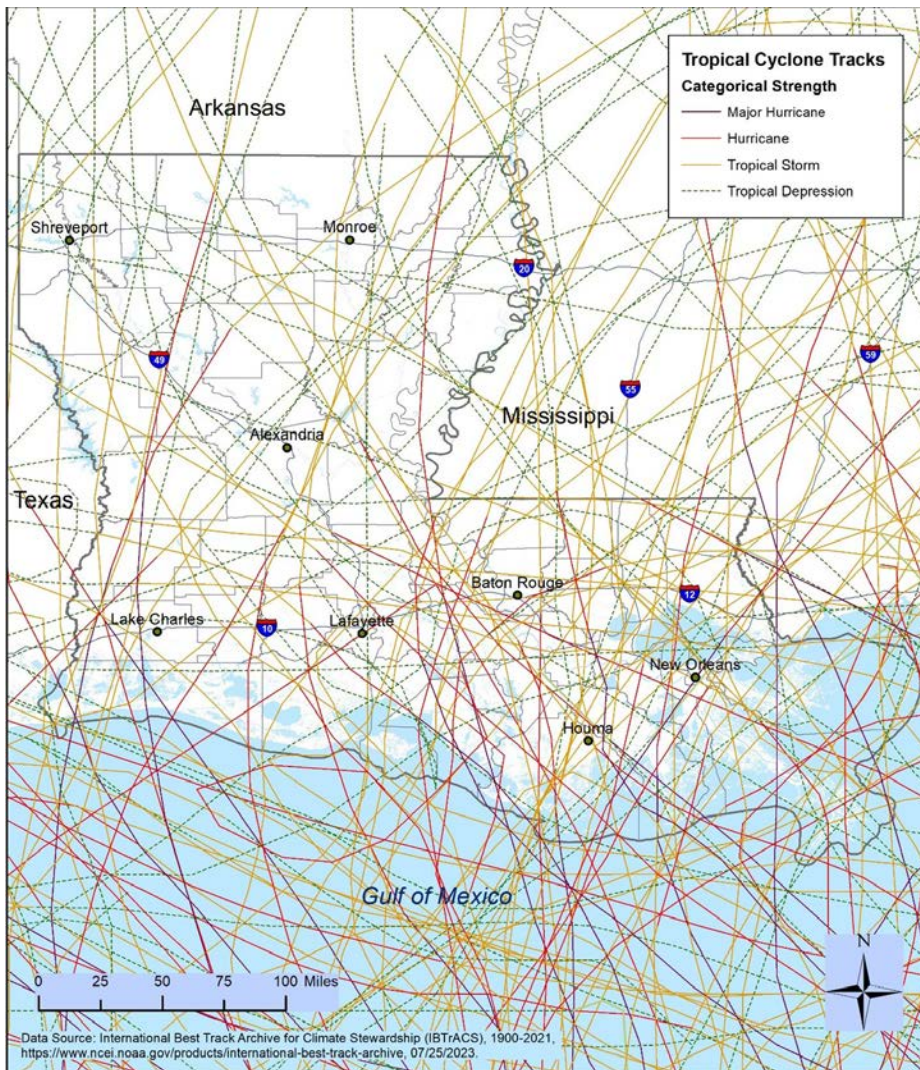 Tropical Cyclone Tracks
Categorical Strength
Major Hurricane
Hurricane
Tropical Storm
Tropical Depression
Arkansas
Shreveport
Monroe
20
49
59
55
Mississippi
Alexandria
Texas
Baton Rouge
12
Lake Charles
10
Lafayette
New Orleans
Houma
Gulf of Mexico
N
0 25 50 75 100 Miles
Data Source: International Best Track Archive for Climate Stewardship (IBTrACS), 1900-2021,
https://www.ncei.noaa.gov/products/international-best-track-archive, 07/25/2023.